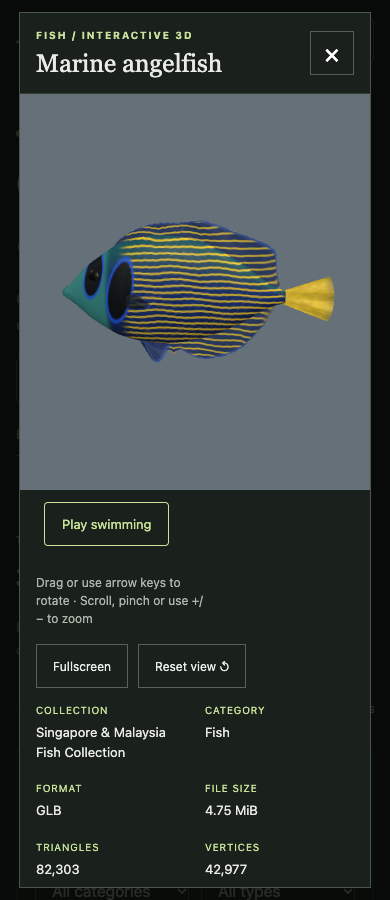 FISH / INTERACTIVE 3D
Marine angelfish
×
Play swimming
Drag or use arrow keys to
rotate · Scroll, pinch or use +/
− to zoom
Fullscreen
Reset view ↺
COLLECTION
Singapore & Malaysia
Fish Collection
CATEGORY
Fish
FORMAT
GLB
FILE SIZE
4.75 MiB
TRIANGLES
82,303
VERTICES
42,977
All categories
All types